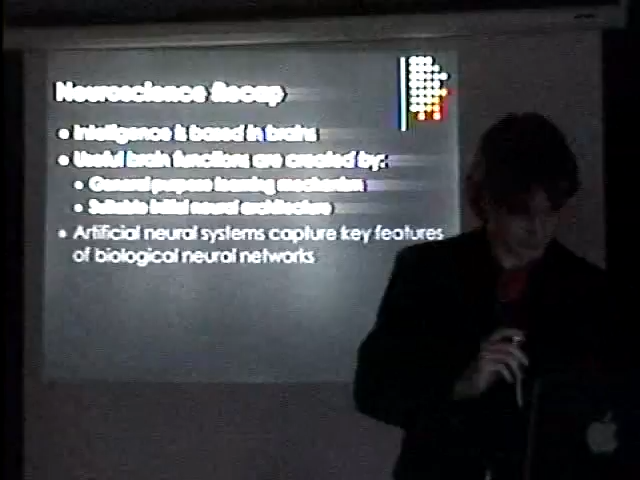 Neuroscience Recap
• Intelligence is based in brains
• Useful brain functions are created by:
• General purpose learning mechanism
• Suitable initial neural architecture
• Artificial neural systems capture key features
of biological neural networks